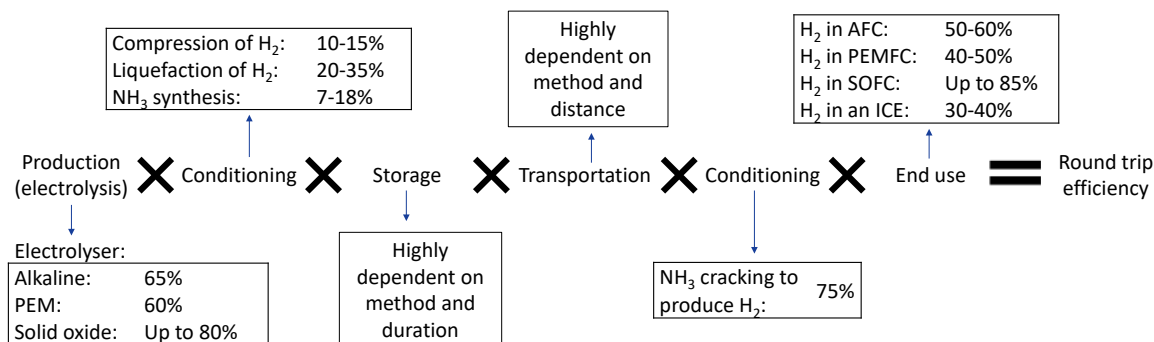 Compression of H₂: 10-15%
Liquefaction of H₂: 20-35%
NH₃ synthesis: 7-18%
Highly
dependent on
method and
distance
H₂ in AFC: 50-60%
H₂ in PEMFC: 40-50%
H₂ in SOFC: Up to 85%
H₂ in an ICE: 30-40%
Production
(electrolysis)
Conditioning
Storage
Transportation
Conditioning
End use
Round trip
efficiency
Electrolyser:
Alkaline: 65%
PEM: 60%
Solid oxide: Up to 80%
Highly
dependent on
method and
duration
NH₃ cracking to
produce H₂: 75%